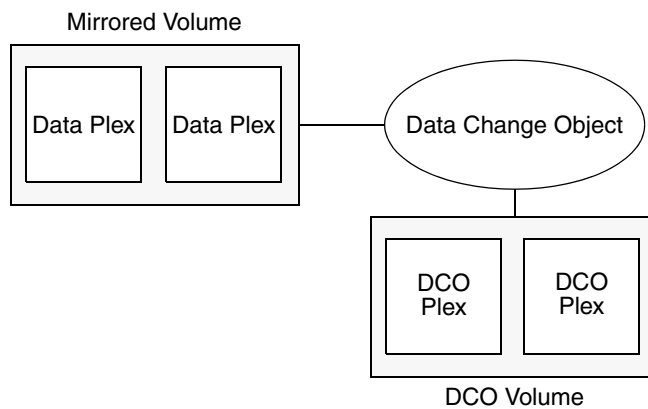 Mirrored Volume
Data Plex
Data Plex
Data Change Object
DCO
Plex
DCO
Plex
DCO Volume